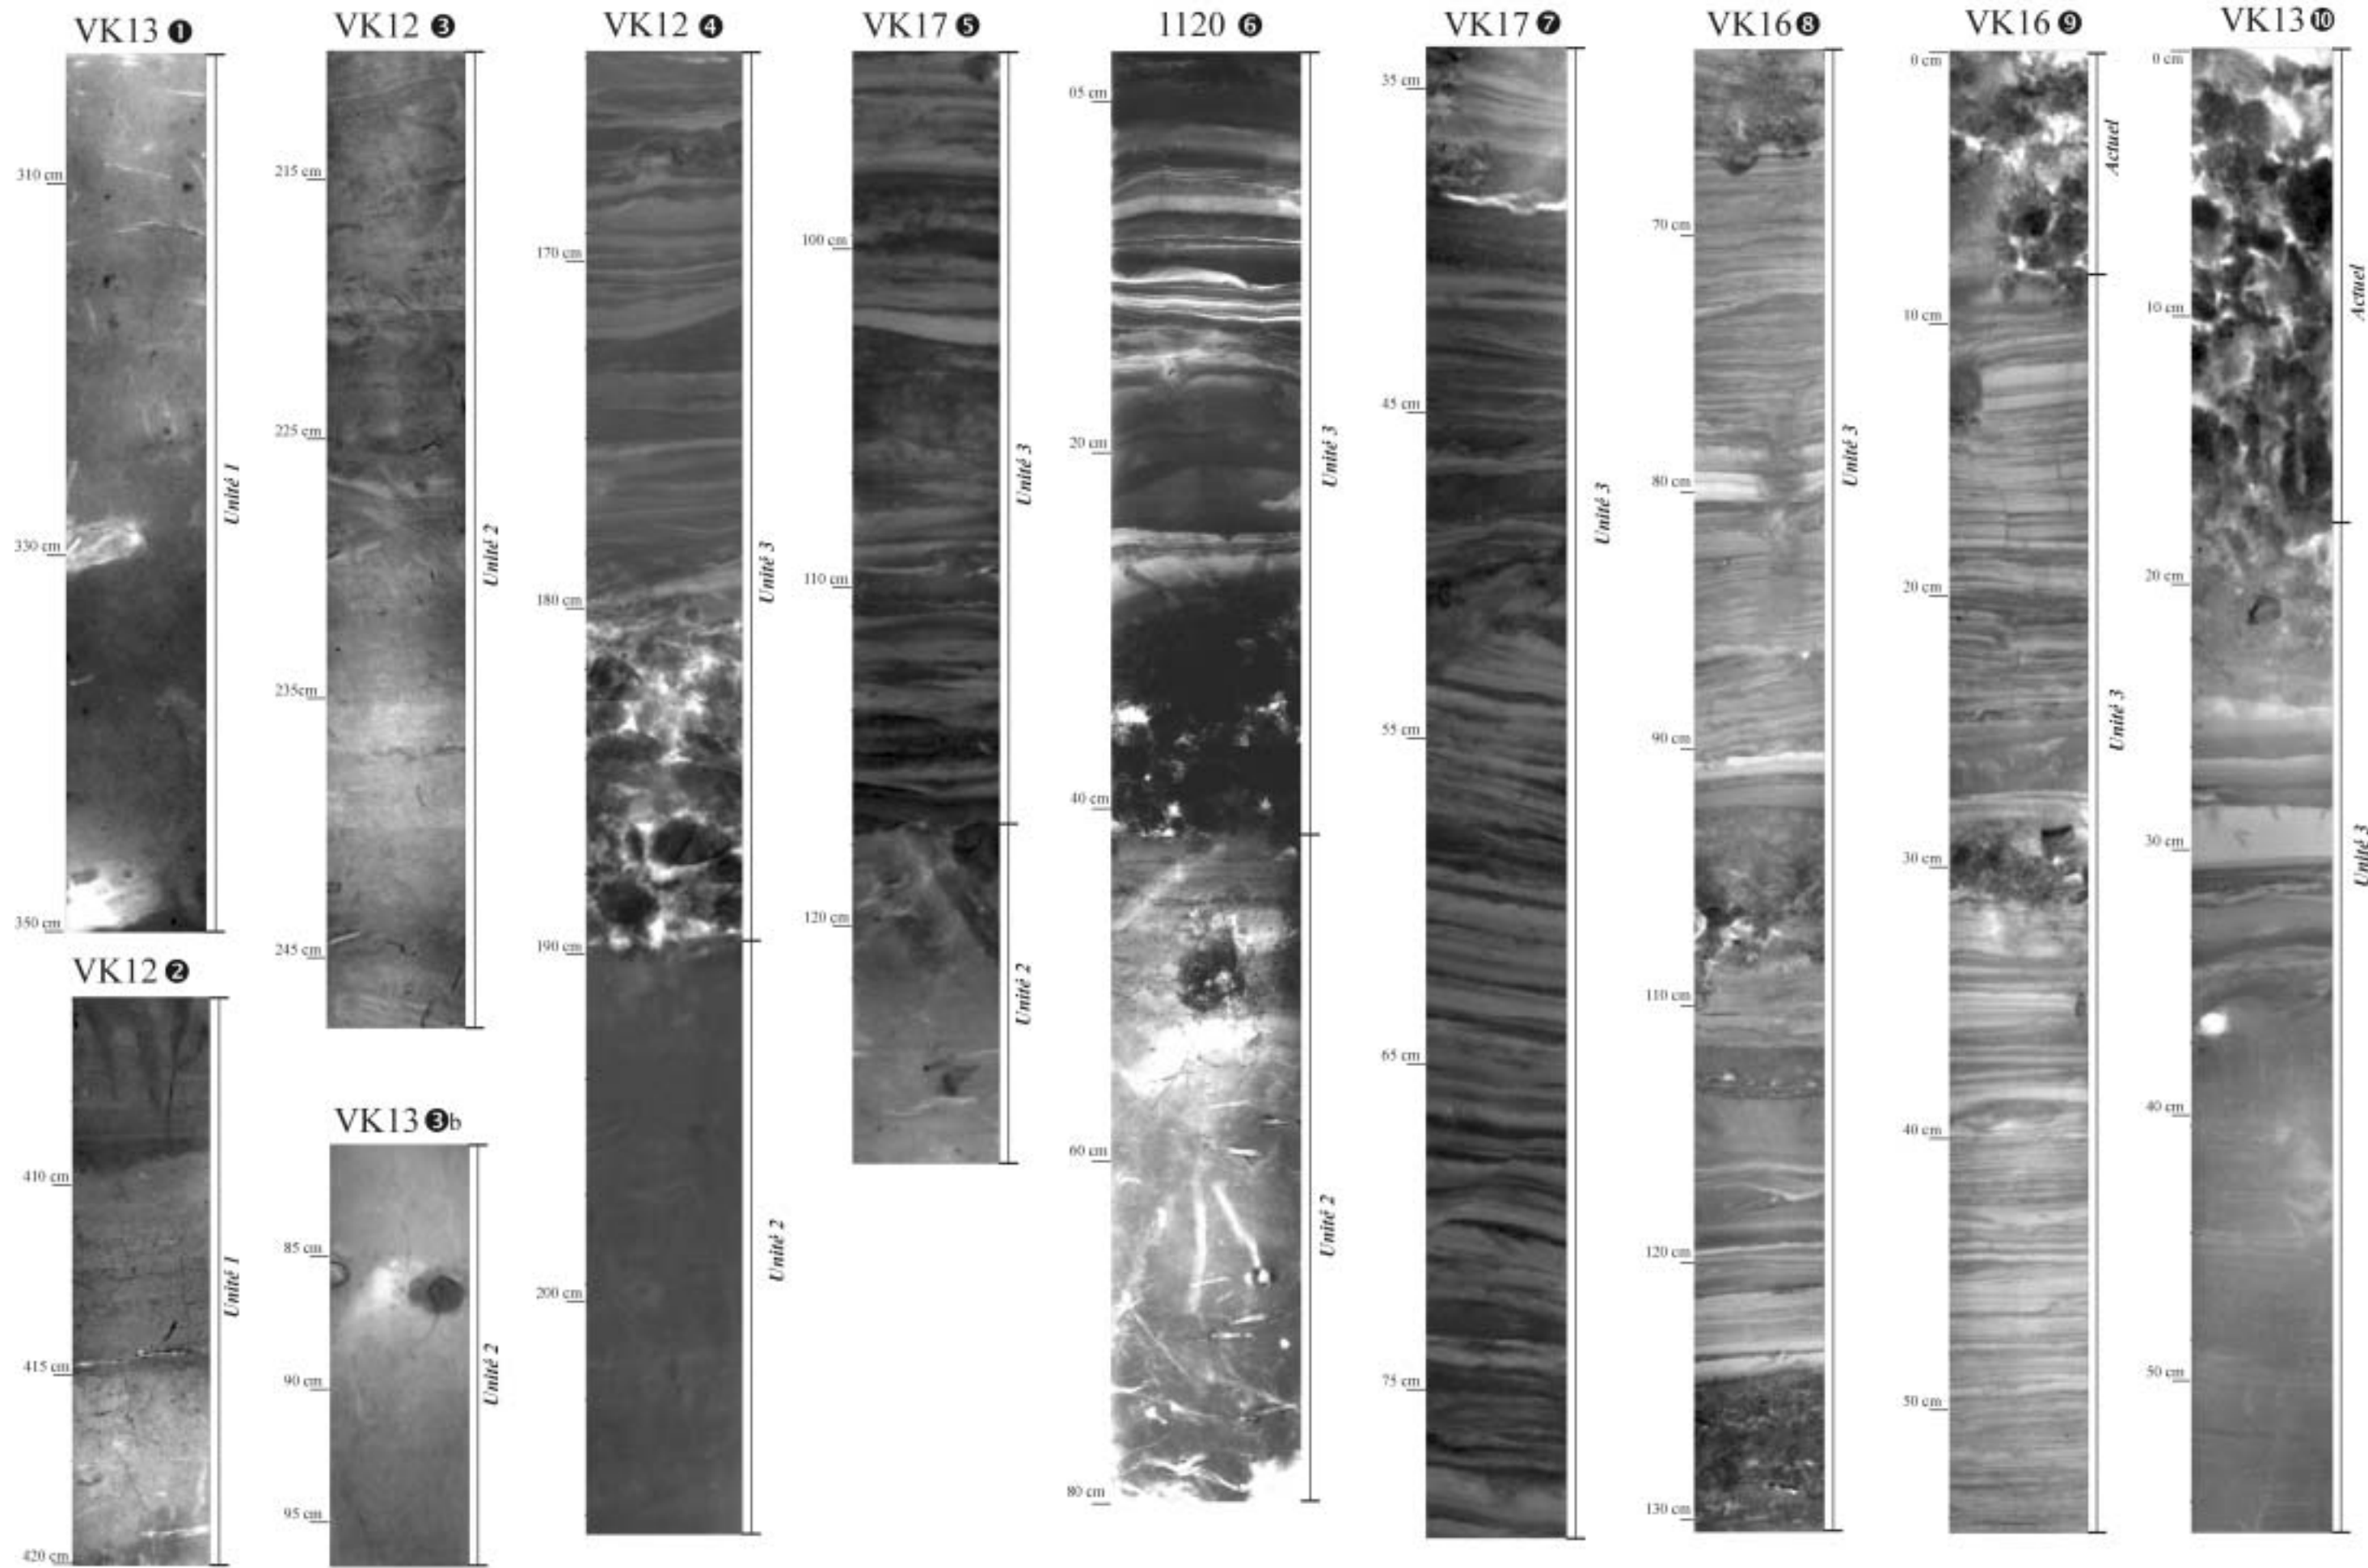 VK13 ❶
310 cm
330 cm
350 cm
Unité 1
VK12 ❷
410 cm
415 cm
420 cm
Unité 1
VK12 ❸
215 cm
225 cm
235cm
245 cm
Unité 2
VK13 ❸b
85 cm
90 cm
95 cm
Unité 2
VK12 ❹
170 cm
180 cm
190 cm
200 cm
Unité 3
Unité 2
VK17 ❺
100 cm
110 cm
120 cm
Unité 3
Unité 2
1120 ❻
05 cm
20 cm
40 cm
60 cm
80 cm
Unité 3
Unité 2
VK17 ❼
35 cm
45 cm
55 cm
65 cm
75 cm
Unité 3
VK16 ❽
70 cm
80 cm
90 cm
110 cm
120 cm
130 cm
Unité 3
VK16 ❾
0 cm
10 cm
20 cm
30 cm
40 cm
50 cm
Actuel
Unité 3
VK13 ❿
0 cm
10 cm
20 cm
30 cm
40 cm
50 cm
Actuel
Unité 3